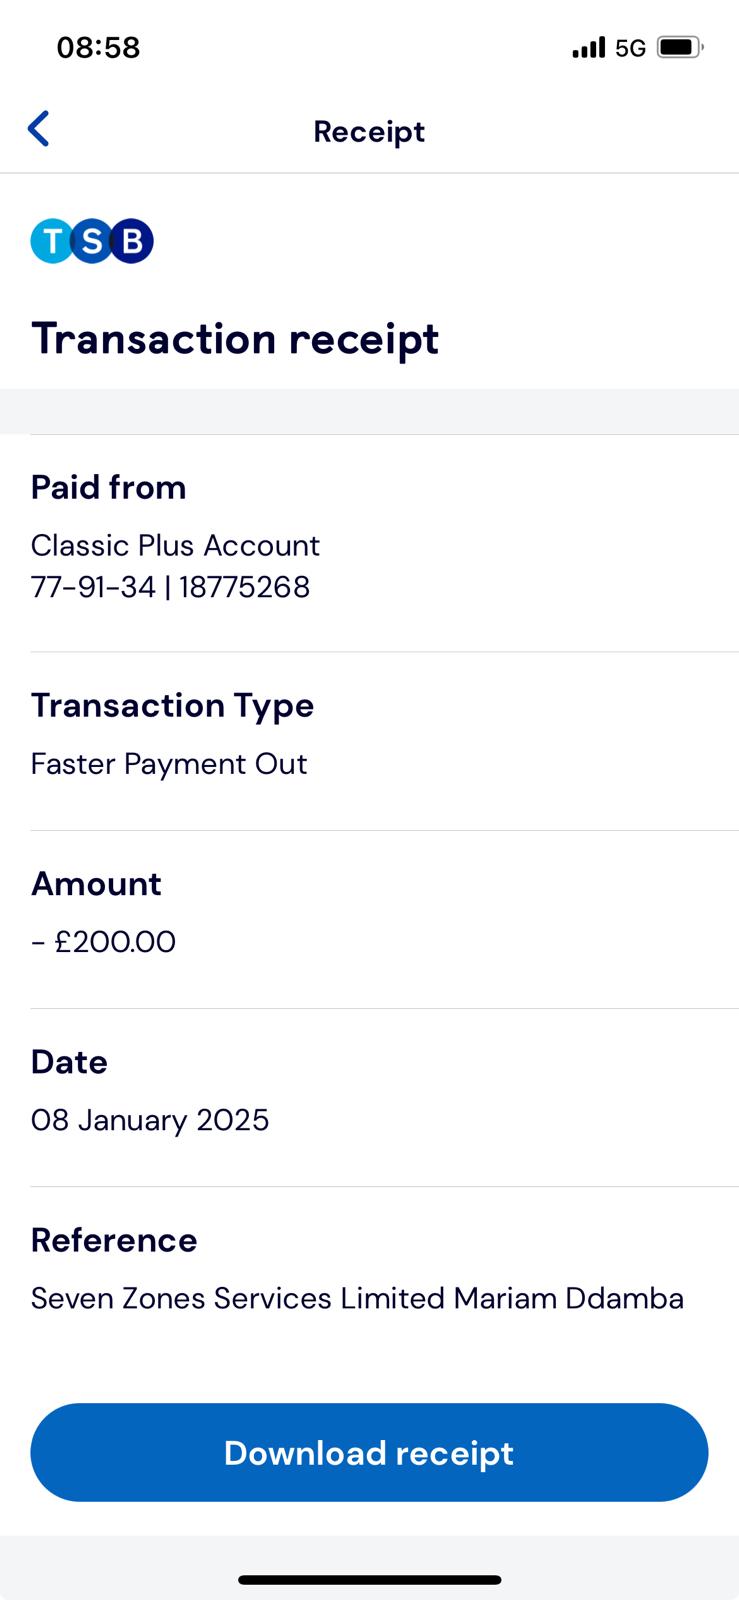 08:58
5G
Receipt
TSB
Transaction receipt
Paid from
Classic Plus Account
77-91-34 | 18775268
Transaction Type
Faster Payment Out
Amount
- £200.00
Date
08 January 2025
Reference
Seven Zones Services Limited Mariam Ddamba
Download receipt